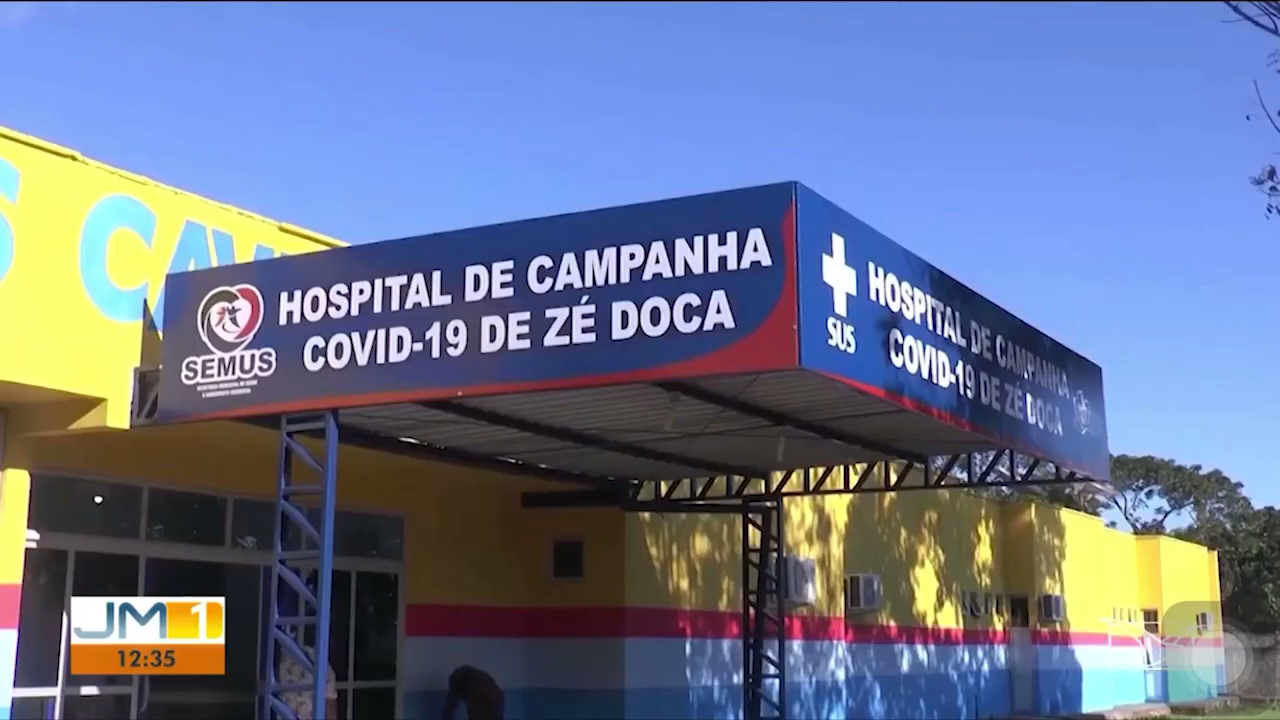 S CAV
HOSPITAL DE CAMPANHA
COVID-19 DE ZÉ DOCA
SEMUS
SUS
HOSPITAL DE CAMPANHA
COVID-19 DE ZÉ DOCA
JM1
12:35